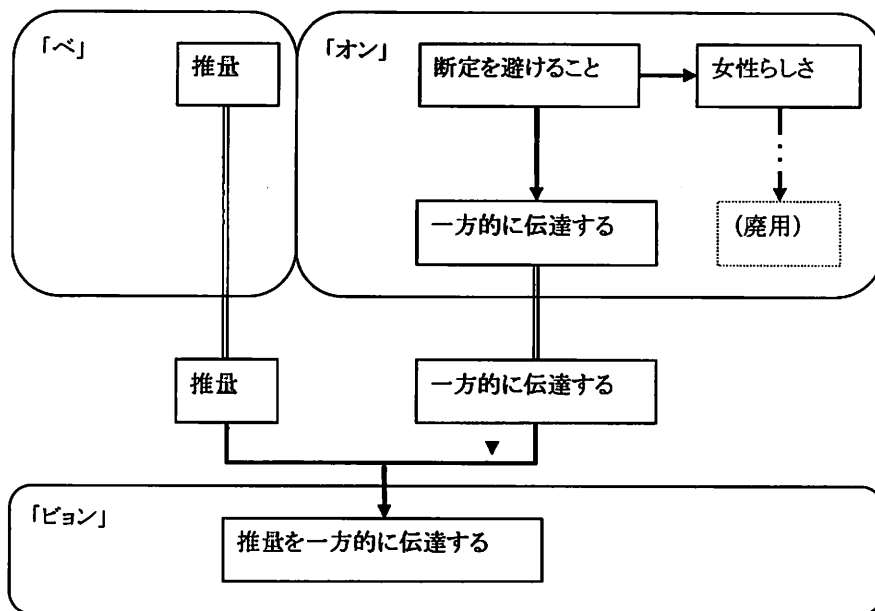 「ベ」
推量
「オン」
断定を避けること
女性らしさ
一方的に伝達する
(廃用)
推量
一方的に伝達する
「ビョン」
推量を一方的に伝達する